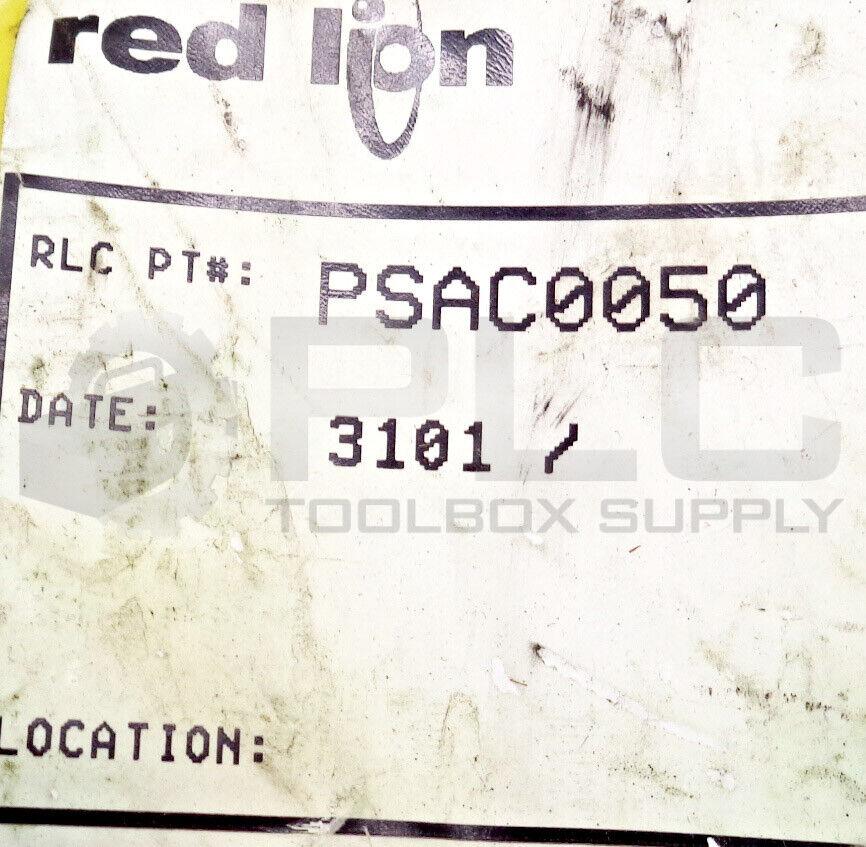 red lion
RLC PT#: PSAC0050
DATE: 3101 /
PLC
TOOLBOX SUPPLY
LOCATION: